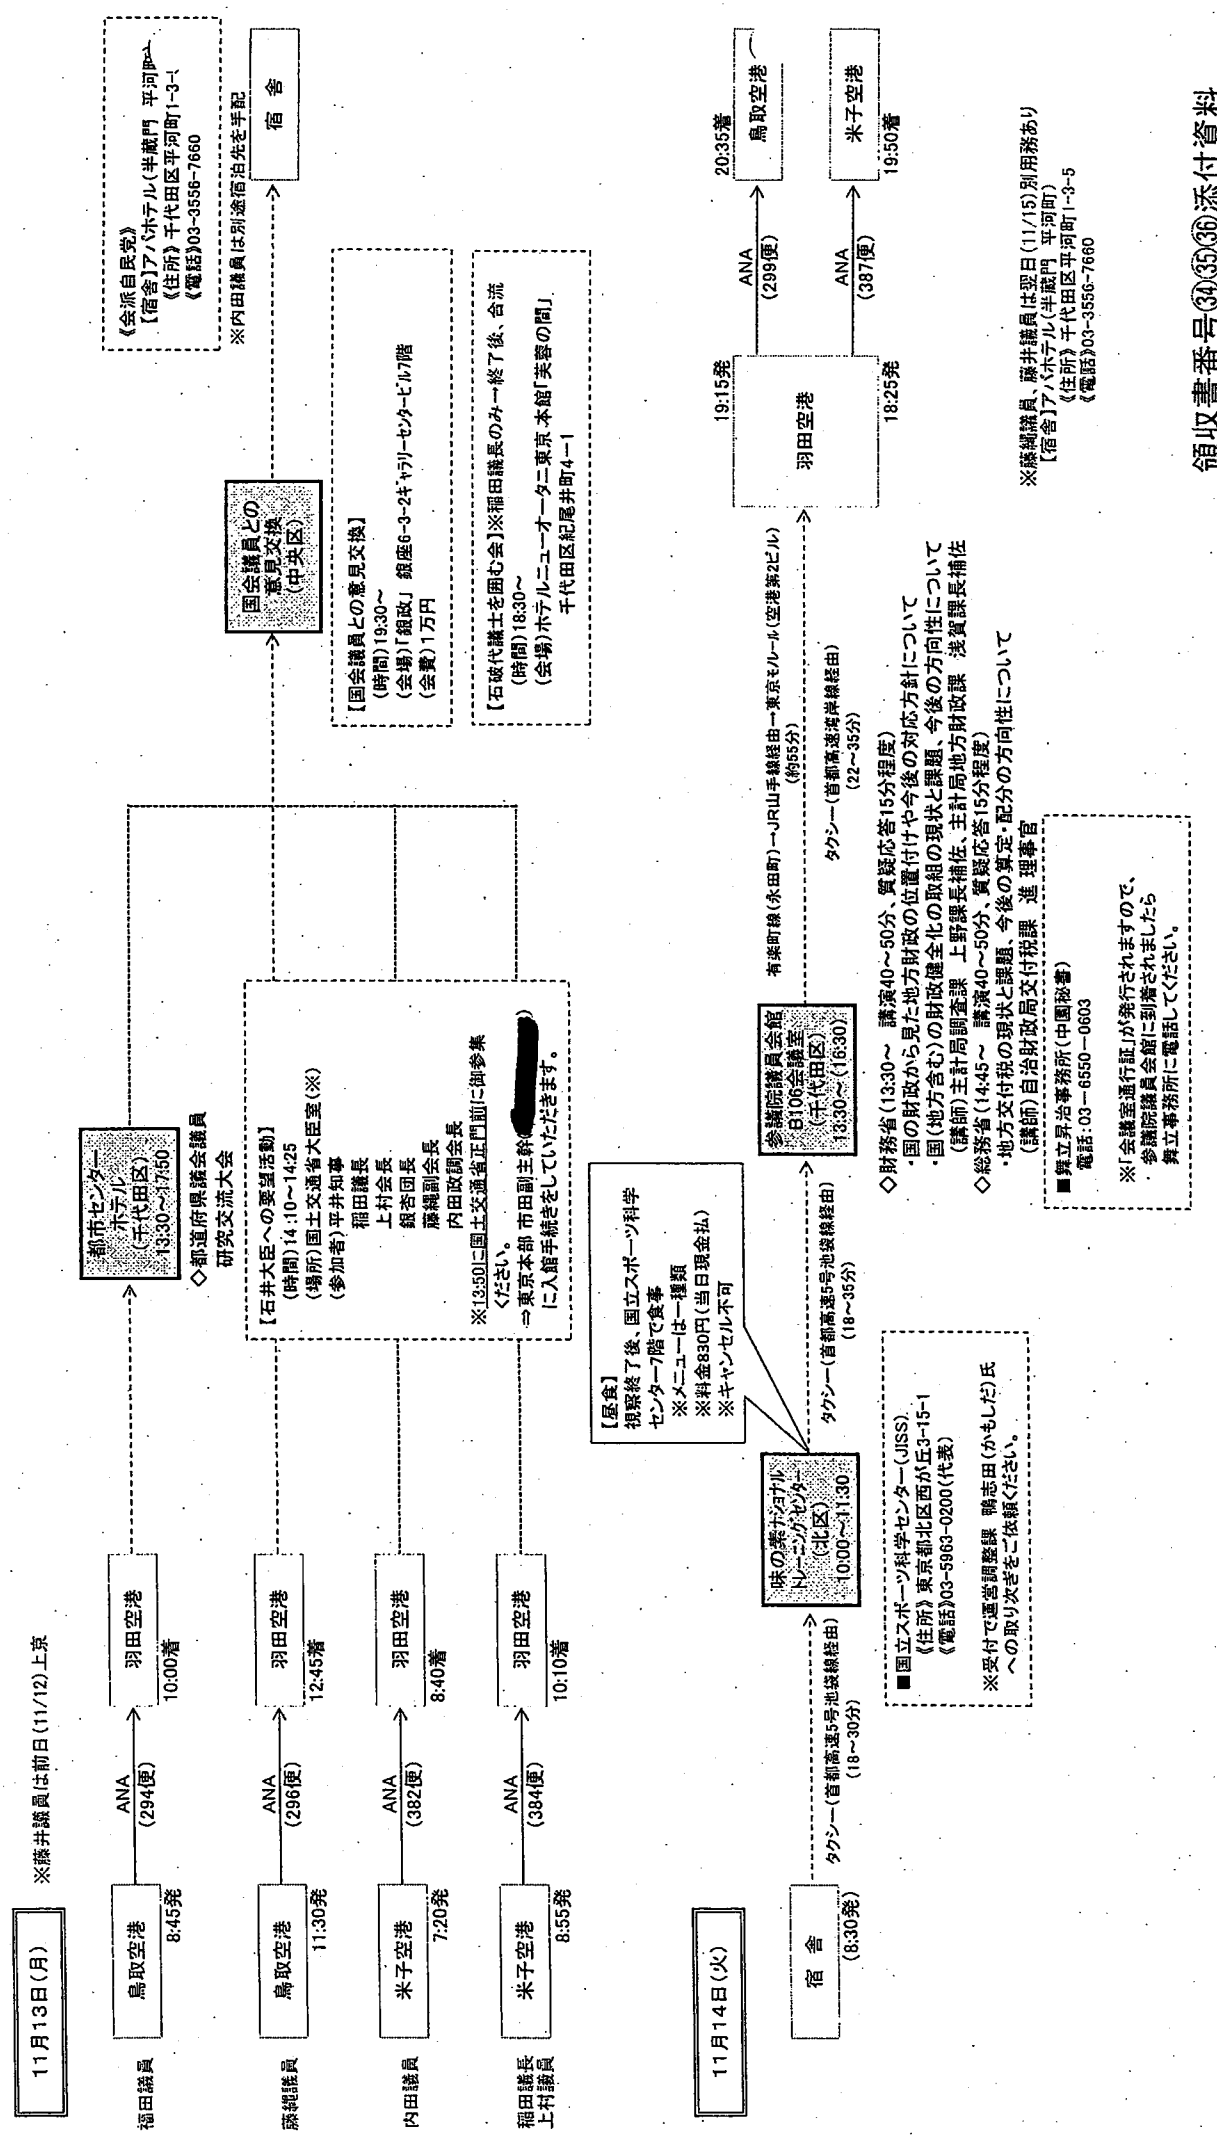 11月13日(月)
※藤井議員は前日(11/12)上京
福田議員
鳥取空港
8:45発
ANA
(294便)
羽田空港
10:00着
藤縄議員
鳥取空港
11:30発
ANA
(296便)
羽田空港
12:45着
内田議員
米子空港
7:20発
ANA
(382便)
羽田空港
8:40着
稲田議長
上村議員
米子空港
8:55発
ANA
(384便)
羽田空港
10:10着
都市センター
ホテル
(千代田区)
13:30～17:50
◇都道府県議会議員
研究交流大会
【石井大臣への要望活動】
(時間)14:10～14:25
(場所)国土交通省大臣室(※)
(参加者)平井知事
稲田議長
上村会長
銀杏団長
藤縄副会長
内田政調会長
※13:50に国土交通省正門前に御参集
ください。
⇒東京本部 市田副主幹(
)
に入館手続きをしていただきます。
国会議員との
意見交換
(中央区)
【国会議員との意見交換】
(時間)19:30～
(会場)「銀政」 銀座6-3-2ギャラリーセンタービル7階
(会費)1万円
【石破代議士を囲む会】※稲田議長のみ→終了後、合流
(時間)18:30～
(会場)ホテルニューオータニ東京 本館「芙蓉の間」
千代田区紀尾井町4－1
《会派自民党》
【宿舎】アパホテル(半蔵門 平河町)
《住所》千代田区平河町1-3-
《電話》03-3556-7660
※内田議員は別途宿泊先を手配
宿 舎
11月14日(火)
宿 舎
(8:30発)
タクシー(首都高速5号池袋線経由)
(18～30分)
味の素ナショナル
トレーニングセンター
(北区)
10:00～11:30
【昼食】
視察終了後、国立スポーツ科学
センター7階で食事
※メニューは一種類
※料金830円(当日現金払)
※キャンセル不可
■国立スポーツ科学センター(JISS)
《住所》東京都北区西が丘3-15-1
《電話》03-5963-0200(代表)
※受付で運営調整課 鴨志田(かもしだ)氏
への取り次ぎをご依頼ください。
タクシー(首都高速5号池袋線経由)
(18～35分)
参議院議員会館
B106会議室
(千代田区)
13:30～(16:30)
◇財務省(13:30～ 講演40～50分、質疑応答15分程度)
・国の財政から見た地方財政の位置付けや今後の対応方針について
・国(地方含む)の財政健全化の取組の現状と課題、今後の方向性について
(講師)主計局調査課 上野課長補佐、主計局地方財政課 浅賀課長補佐
◇総務省(14:45～ 講演40～50分、質疑応答15分程度)
・地方交付税の現状と課題、今後の算定・配分の方向性について
(講師)自治財政局交付税課 進 理事官
■舞立昇治事務所(中園秘書)
電話:03－6550－0603
※「会議室通行証」が発行されますので、
参議院議員会館に到着されましたら
舞立事務所に電話してください。
有楽町線(永田町)→JR山手線経由→東京モノレール(空港第2ビル)
(約55分)
タクシー(首都高速湾岸線経由)
(22～35分)
羽田空港
19:15発
18:25発
ANA
(299便)
20:35着
鳥取空港
ANA
(387便)
米子空港
19:50着
※藤縄議員、藤井議員は翌日(11/15)別用務あり
【宿舎】アパホテル(半蔵門 平河町)
《住所》千代田区平河町1-3-5
《電話》03-3556-7660
領収書番号㉞㉟㊱添付資料